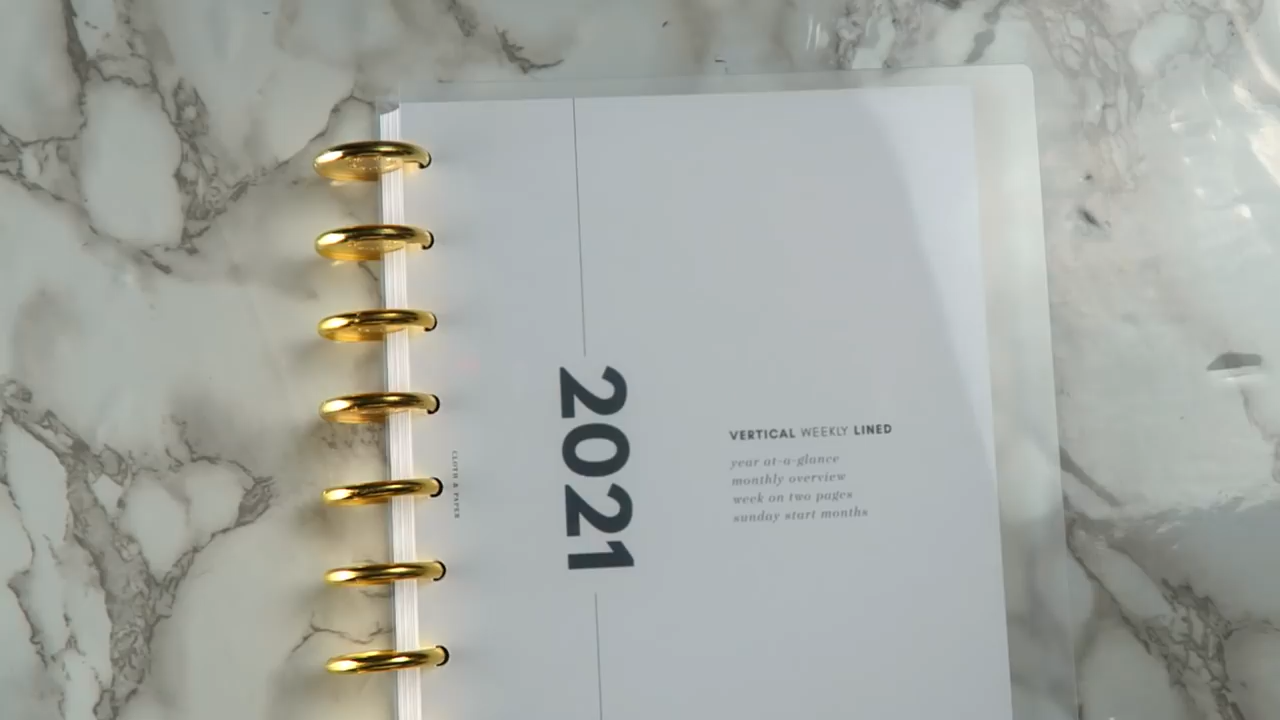 CLOTH & PAPER
2021
VERTICAL WEEKLY LINED
year at-a-glance
monthly overview
week on two pages
sunday start months